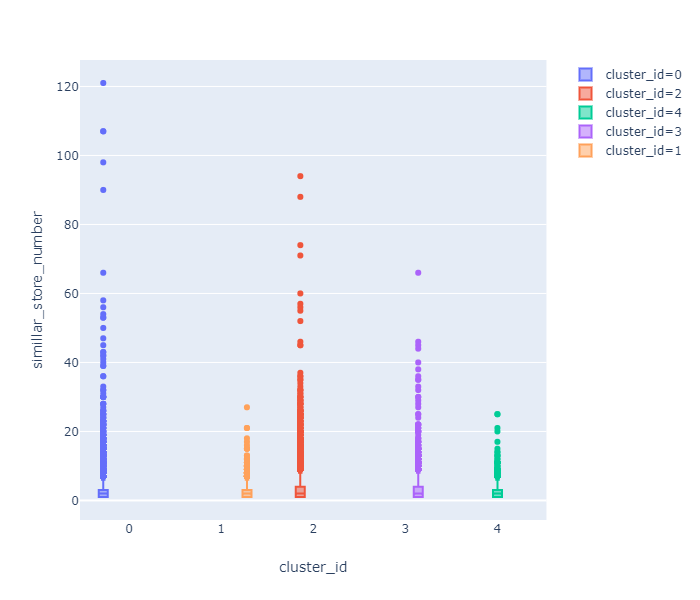 120
100
80
60
40
20
0
simillar_store_number
0 1 2 3 4
cluster_id
cluster_id=0
cluster_id=2
cluster_id=4
cluster_id=3
cluster_id=1